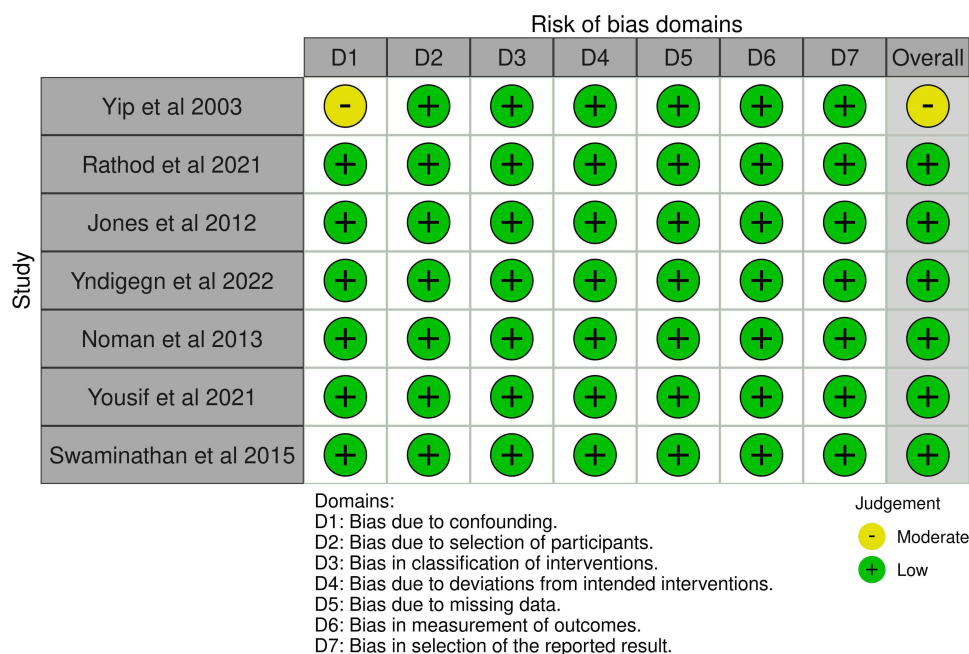 Risk of bias domains
D1 D2 D3 D4 D5 D6 D7 Overall
Study
Yip et al 2003 - + + + + + + -
Rathod et al 2021 + + + + + + + +
Jones et al 2012 + + + + + + + +
Yndigegn et al 2022 + + + + + + + +
Noman et al 2013 + + + + + + + +
Yousif et al 2021 + + + + + + + +
Swaminathan et al 2015 + + + + + + + +
Domains:
D1: Bias due to confounding.
D2: Bias due to selection of participants.
D3: Bias in classification of interventions.
D4: Bias due to deviations from intended interventions.
D5: Bias due to missing data.
D6: Bias in measurement of outcomes.
D7: Bias in selection of the reported result.
Judgement
- Moderate
+ Low